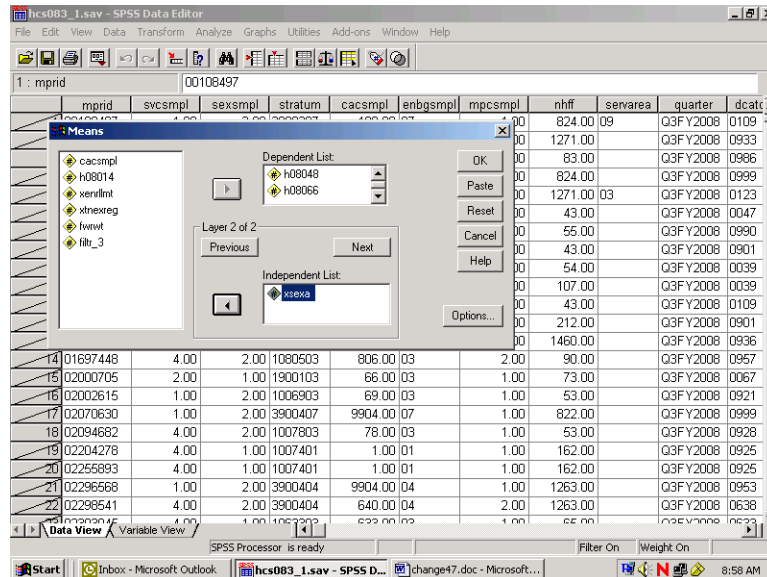 hcs083_1.sav - SPSS Data Editor
File Edit View Data Transform Analyze Graphs Utilities Add-ons Window Help
1 : mprid 00108497
mprid svcsmpl sexsmpl stratum cacsmpl enbgsmpl mpcsmpl nhff servarea quarter dcatc
824.00 09 Q3FY2008 0109
Means
1271.00 Q3FY2008 0933
83.00 Q3FY2008 0986
824.00 Q3FY2008 0999
1271.00 03 Q3FY2008 0123
43.00 Q3FY2008 0047
55.00 Q3FY2008 0990
43.00 Q3FY2008 0901
54.00 Q3FY2008 0039
107.00 Q3FY2008 0039
43.00 Q3FY2008 0109
212.00 Q3FY2008 0901
1460.00 Q3FY2008 0936
cacsmpl
h08014
xenrllmt
xtnexreg
fwrwt
filtr_3
Dependent List:
h08048
h08066
Layer 2 of 2
Previous Next
Independent List:
xsexa
OK
Paste
Reset
Cancel
Help
Options...
14 01697448 4.00 2.00 1080503 806.00 03 2.00 90.00 Q3FY2008 0957
15 02000705 2.00 1.00 1900103 66.00 03 1.00 73.00 Q3FY2008 0067
16 02002615 1.00 2.00 1006903 69.00 03 1.00 53.00 Q3FY2008 0921
17 02070630 1.00 2.00 3900407 9904.00 07 1.00 822.00 Q3FY2008 0999
18 02094682 4.00 2.00 1007803 78.00 03 1.00 53.00 Q3FY2008 0928
19 02204278 4.00 1.00 1007401 1.00 01 1.00 162.00 Q3FY2008 0925
20 02255893 4.00 1.00 1007401 1.00 01 1.00 162.00 Q3FY2008 0925
21 02296568 1.00 2.00 3900404 9904.00 04 1.00 1263.00 Q3FY2008 0953
22 02298541 4.00 2.00 3900404 640.00 04 2.00 1263.00 Q3FY2008 0638
Data View Variable View
SPSS Processor is ready Filter On Weight On
Start Inbox - Microsoft Outlook hcs083_1.sav - SPSS D... change47.doc - Microsoft... 8:58 AM